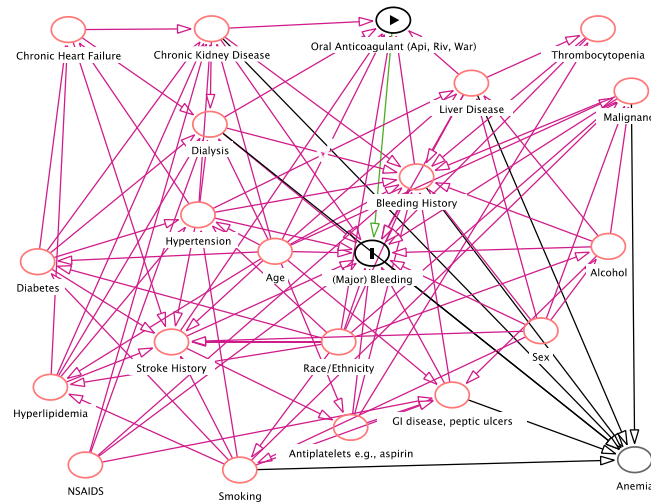 Chronic Heart Failure
Chronic Kidney Disease
Oral Anticoagulant (Api, Riv, War)
Thrombocytopenia
Liver Disease
Malignanc
Dialysis
Bleeding History
Hypertension
Age
(Major) Bleeding
Alcohol
Diabetes
Stroke History
Race/Ethnicity
Sex
Hyperlipidemia
GI disease, peptic ulcers
Antiplatelets e.g., aspirin
NSAIDS
Smoking
Anemia